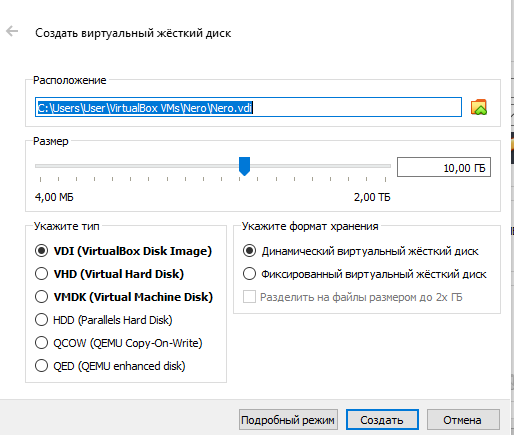 Создать виртуальный жёсткий диск
Расположение
C:\Users\User\VirtualBox VMs\Nero\Nero.vdi
Размер
10,00 ГБ
4,00 МБ 2,00 ТБ
Укажите тип
VDI (VirtualBox Disk Image)
VHD (Virtual Hard Disk)
VMDK (Virtual Machine Disk)
HDD (Parallels Hard Disk)
QCOW (QEMU Copy-On-Write)
QED (QEMU enhanced disk)
Укажите формат хранения
Динамический виртуальный жёсткий диск
Фиксированный виртуальный жёсткий диск
Разделить на файлы размером до 2х ГБ
Подробный режим
Создать
Отмена